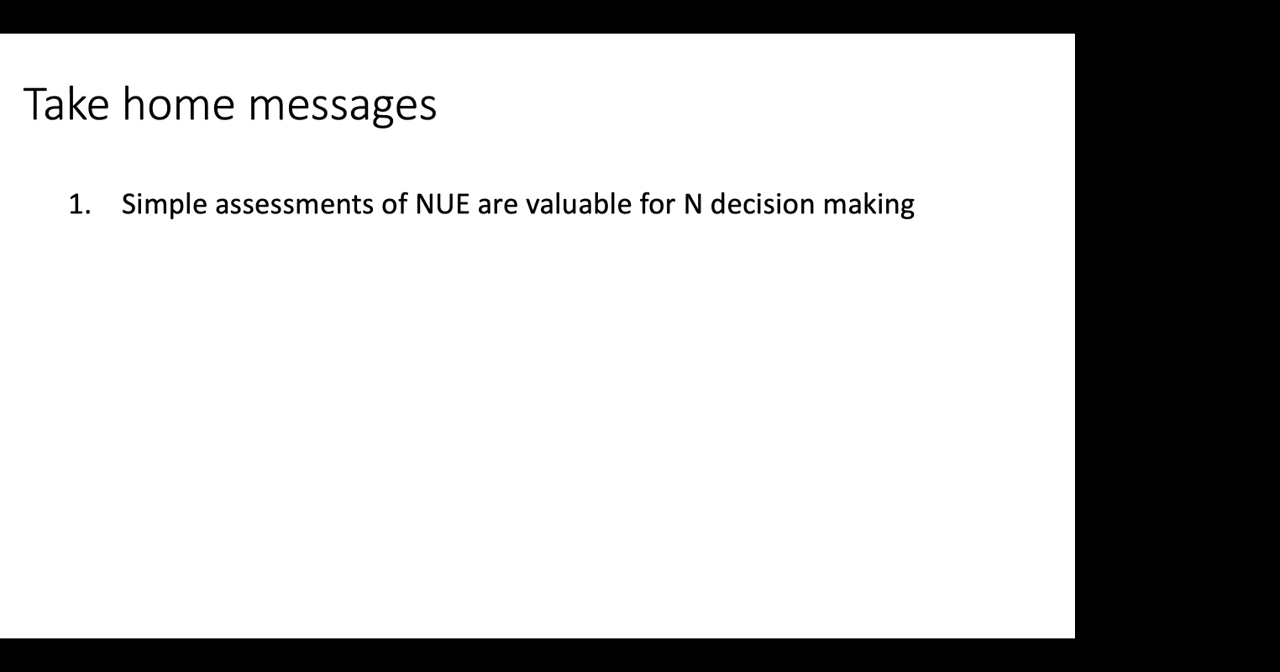 Take home messages
1. Simple assessments of NUE are valuable for N decision making